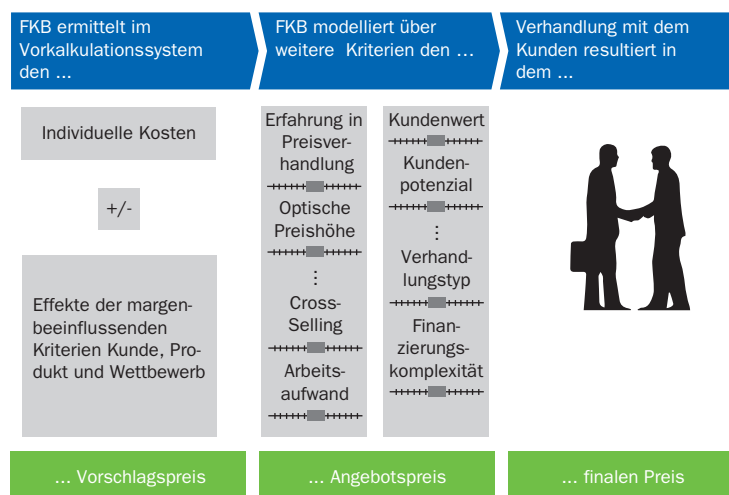 FKB ermittelt im
Vorkalkulationssystem
den ...
FKB modelliert über
weitere Kriterien den ...
Verhandlung mit dem
Kunden resultiert in
dem ...
Individuelle Kosten
+/-
Effekte der margen-
beeinflussenden
Kriterien Kunde, Pro-
dukt und Wettbewerb
Erfahrung in
Preisver-
handlung
Optische
Preishöhe
...
Cross-
Selling
Arbeits-
aufwand
Kundenwert
Kunden-
potenzial
...
Verhand-
lungstyp
Finan-
zierungs-
komplexität
... Vorschlagspreis
... Angebotspreis
... finalen Preis